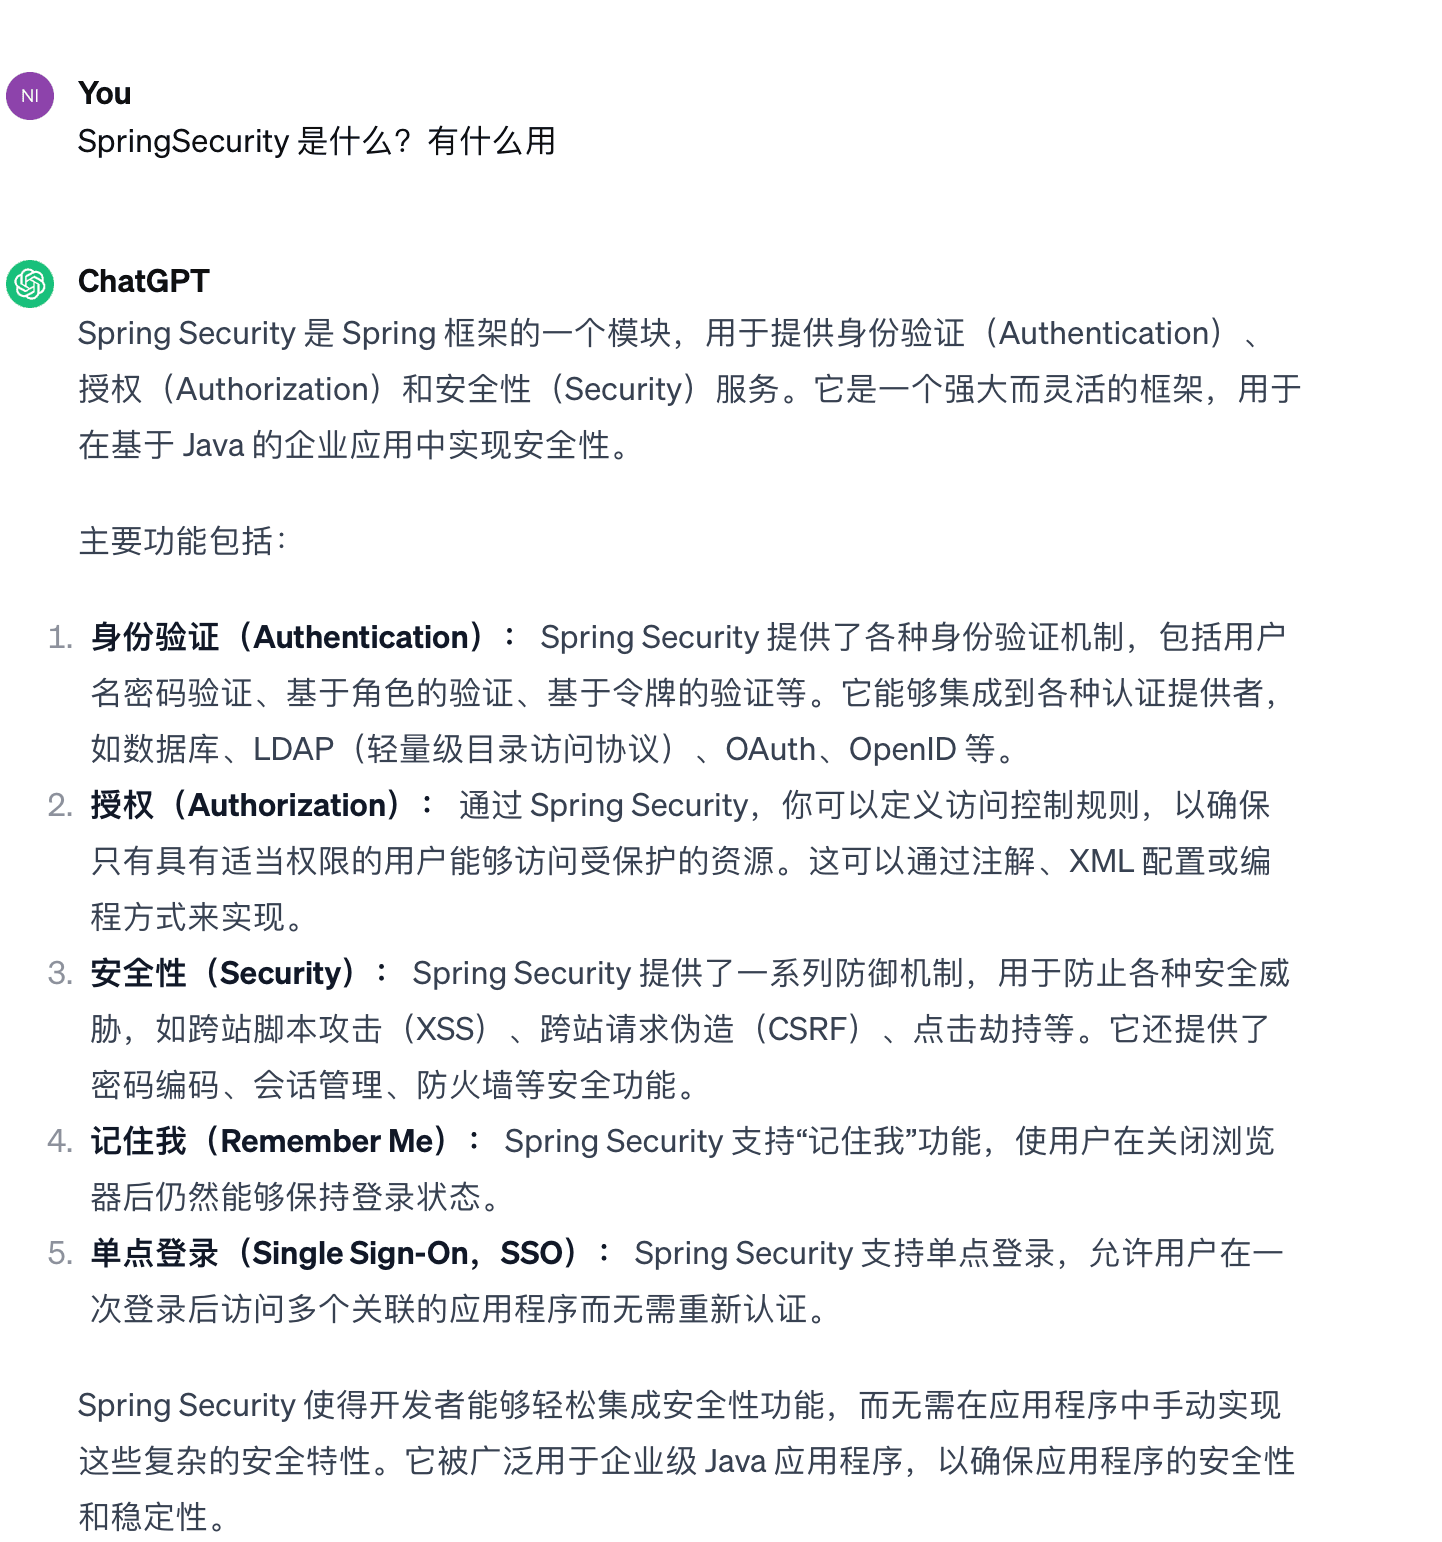 NI
You
SpringSecurity 是什么？有什么用
ChatGPT
Spring Security 是 Spring 框架的一个模块，用于提供身份验证（Authentication）、
授权（Authorization）和安全性（Security）服务。它是一个强大而灵活的框架，用于
在基于 Java 的企业应用中实现安全性。
主要功能包括：
1. 身份验证（Authentication）： Spring Security 提供了各种身份验证机制，包括用户
名密码验证、基于角色的验证、基于令牌的验证等。它能够集成到各种认证提供者，
如数据库、LDAP（轻量级目录访问协议）、OAuth、OpenID 等。
2. 授权（Authorization）： 通过 Spring Security，你可以定义访问控制规则，以确保
只有具有适当权限的用户能够访问受保护的资源。这可以通过注解、XML 配置或编
程方式来实现。
3. 安全性（Security）： Spring Security 提供了一系列防御机制，用于防止各种安全威
胁，如跨站脚本攻击（XSS）、跨站请求伪造（CSRF）、点击劫持等。它还提供了
密码编码、会话管理、防火墙等安全功能。
4. 记住我（Remember Me）： Spring Security 支持“记住我”功能，使用户在关闭浏览
器后仍然能够保持登录状态。
5. 单点登录（Single Sign-On，SSO）： Spring Security 支持单点登录，允许用户在一
次登录后访问多个关联的应用程序而无需重新认证。
Spring Security 使得开发者能够轻松集成安全性功能，而无需在应用程序中手动实现
这些复杂的安全特性。它被广泛用于企业级 Java 应用程序，以确保应用程序的安全性
和稳定性。